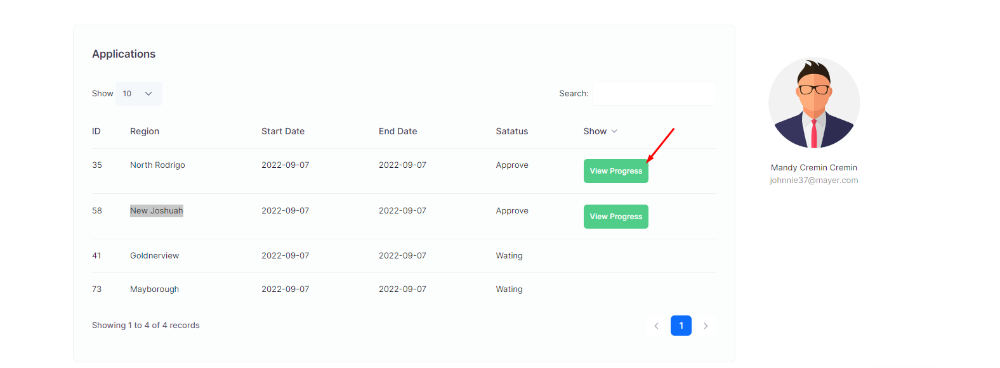 Applications
Show 10
Search:
ID Region Start Date End Date Satatus Show
35 North Rodrigo 2022-09-07 2022-09-07 Approve View Progress
58 New Joshuah 2022-09-07 2022-09-07 Approve View Progress
41 Goldnerview 2022-09-07 2022-09-07 Wating
73 Mayborough 2022-09-07 2022-09-07 Wating
Showing 1 to 4 of 4 records
1
Mandy Cremin Cremin
johnnie37@mayer.com